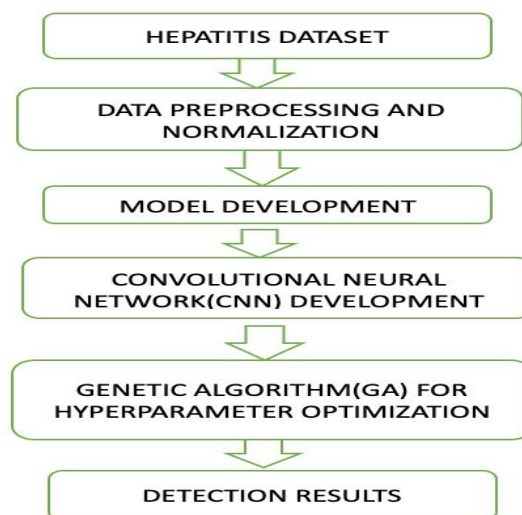 HEPATITIS DATASET
DATA PREPROCESSING AND
NORMALIZATION
MODEL DEVELOPMENT
CONVOLUTIONAL NEURAL
NETWORK(CNN) DEVELOPMENT
GENETIC ALGORITHM(GA) FOR
HYPERPARAMETER OPTIMIZATION
DETECTION RESULTS